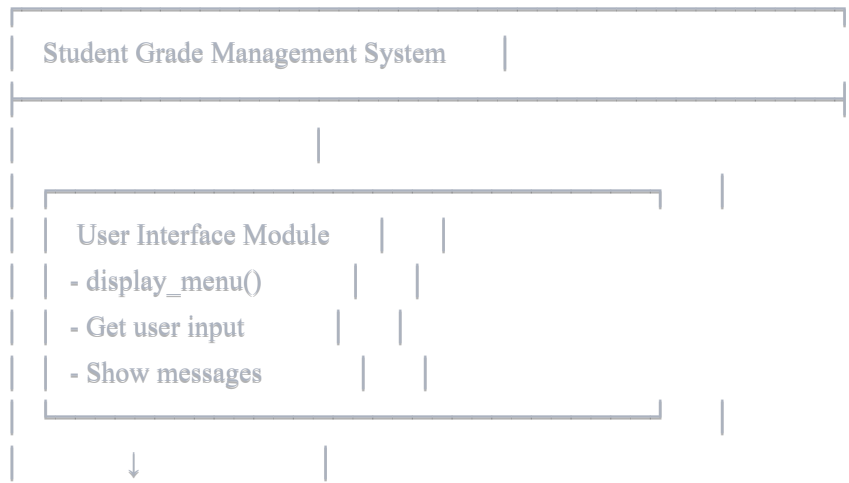 Student Grade Management System
User Interface Module
- display_menu()
- Get user input
- Show messages
↓